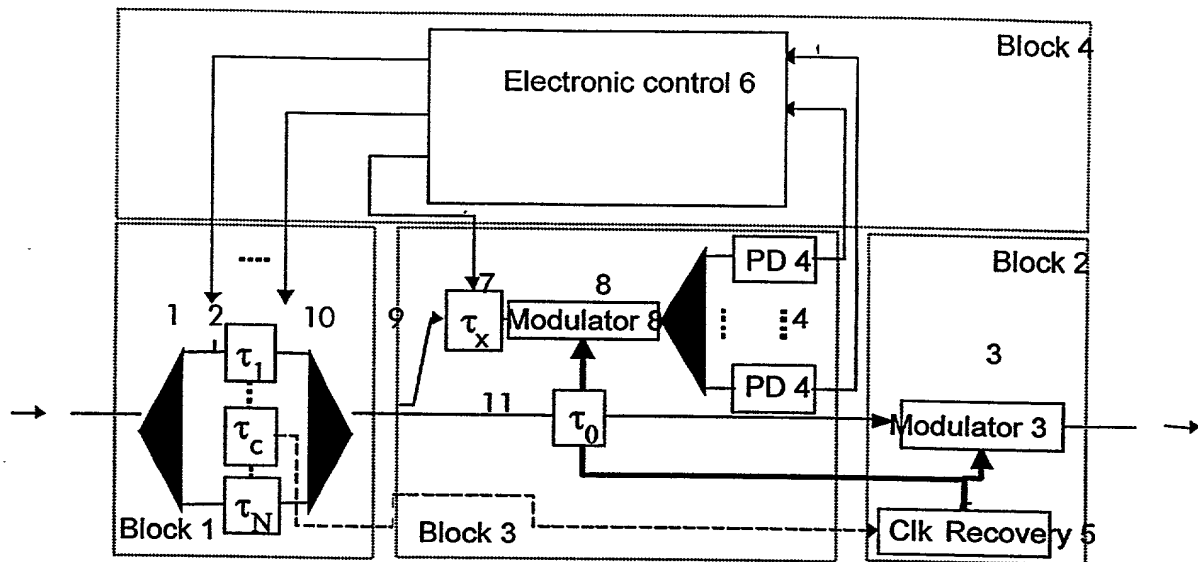 Block 4
Electronic control 6
Block 2
PD 4
7
8
1
2
10
9
τx
Modulator 8
4
τ1
3
PD 4
11
τ0
Modulator 3
τc
τN
Block 1
Block 3
Clk Recovery 5